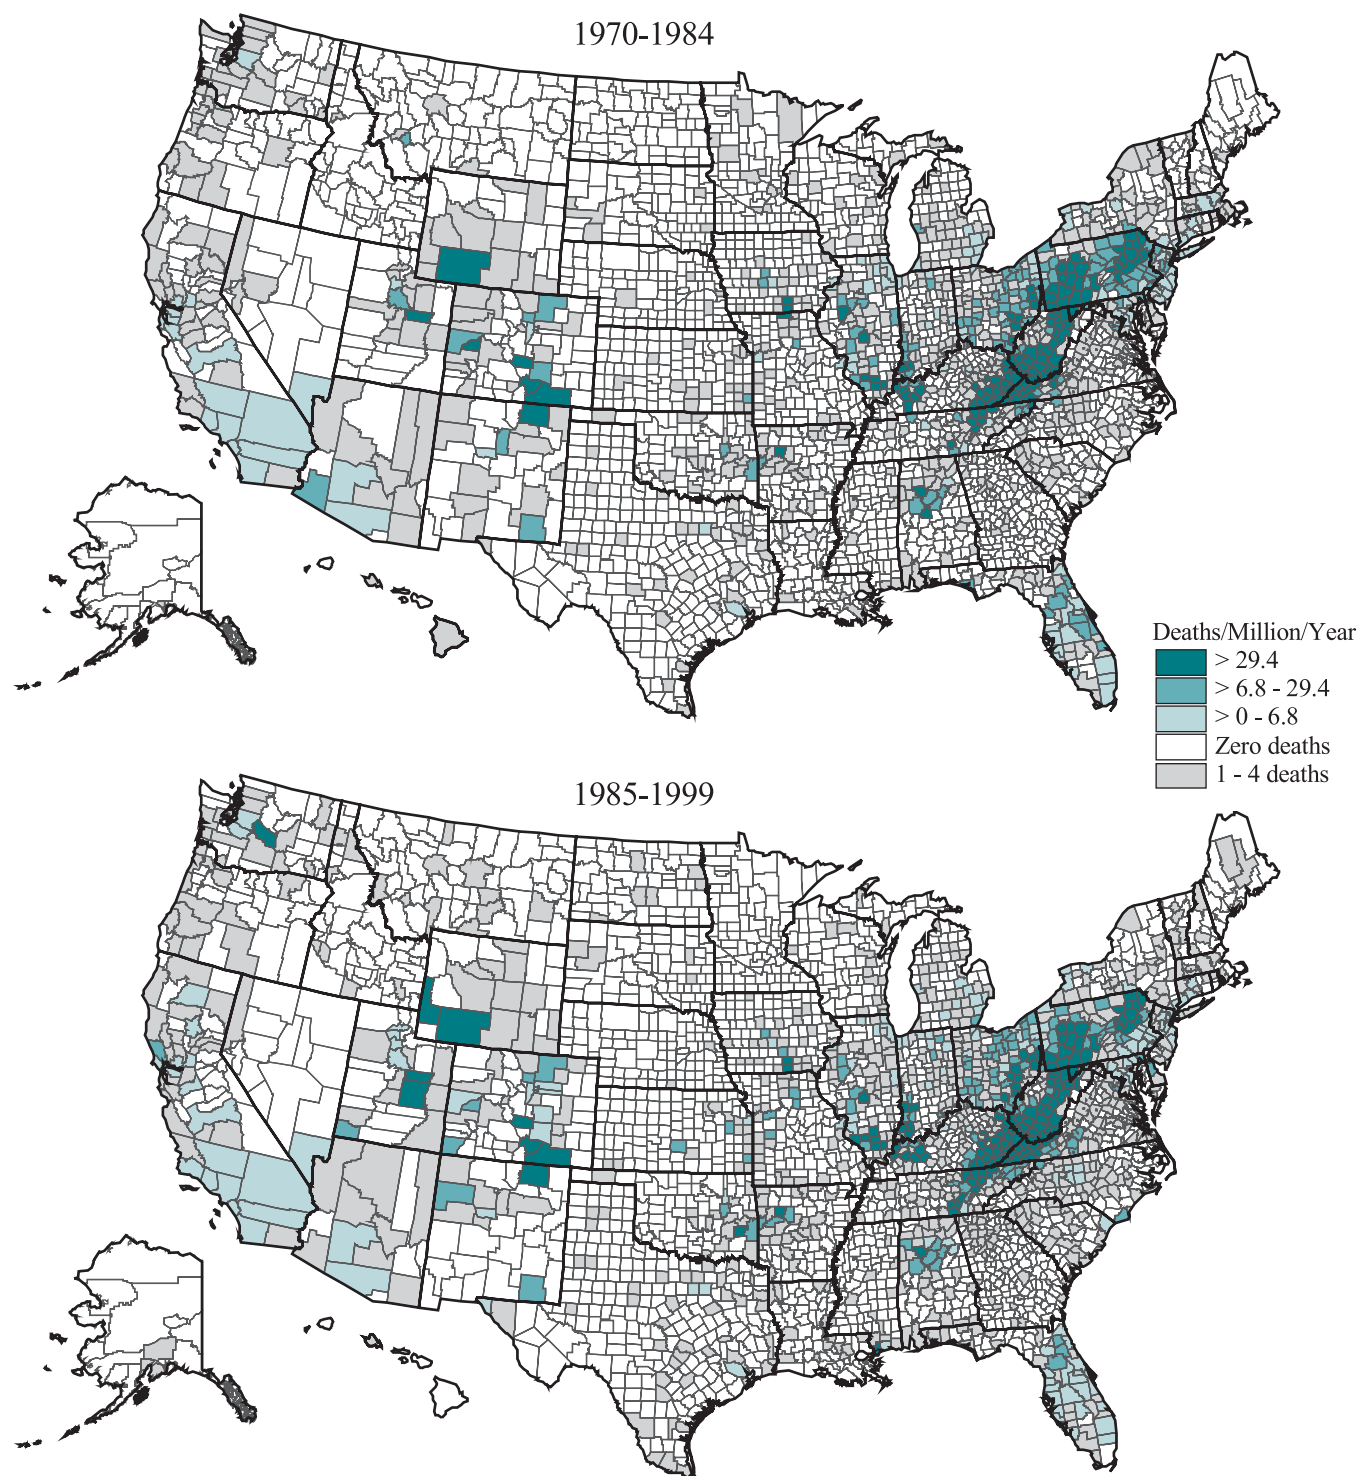 1970-1984
Deaths/Million/Year
> 29.4
> 6.8 - 29.4
> 0 - 6.8
Zero deaths
1 - 4 deaths
1985-1999